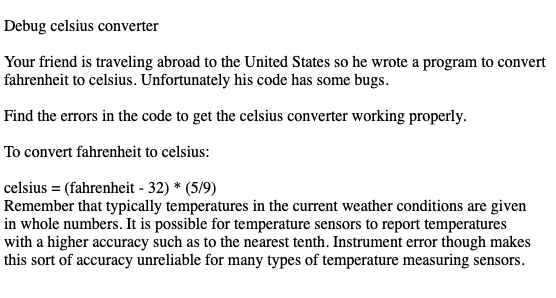 Debug celsius converter
Your friend is traveling abroad to the United States so he wrote a program to convert
fahrenheit to celsius. Unfortunately his code has some bugs.
Find the errors in the code to get the celsius converter working properly.
To convert fahrenheit to celsius:
celsius = (fahrenheit - 32) * (5/9)
Remember that typically temperatures in the current weather conditions are given
in whole numbers. It is possible for temperature sensors to report temperatures
with a higher accuracy such as to the nearest tenth. Instrument error though makes
this sort of accuracy unreliable for many types of temperature measuring sensors.